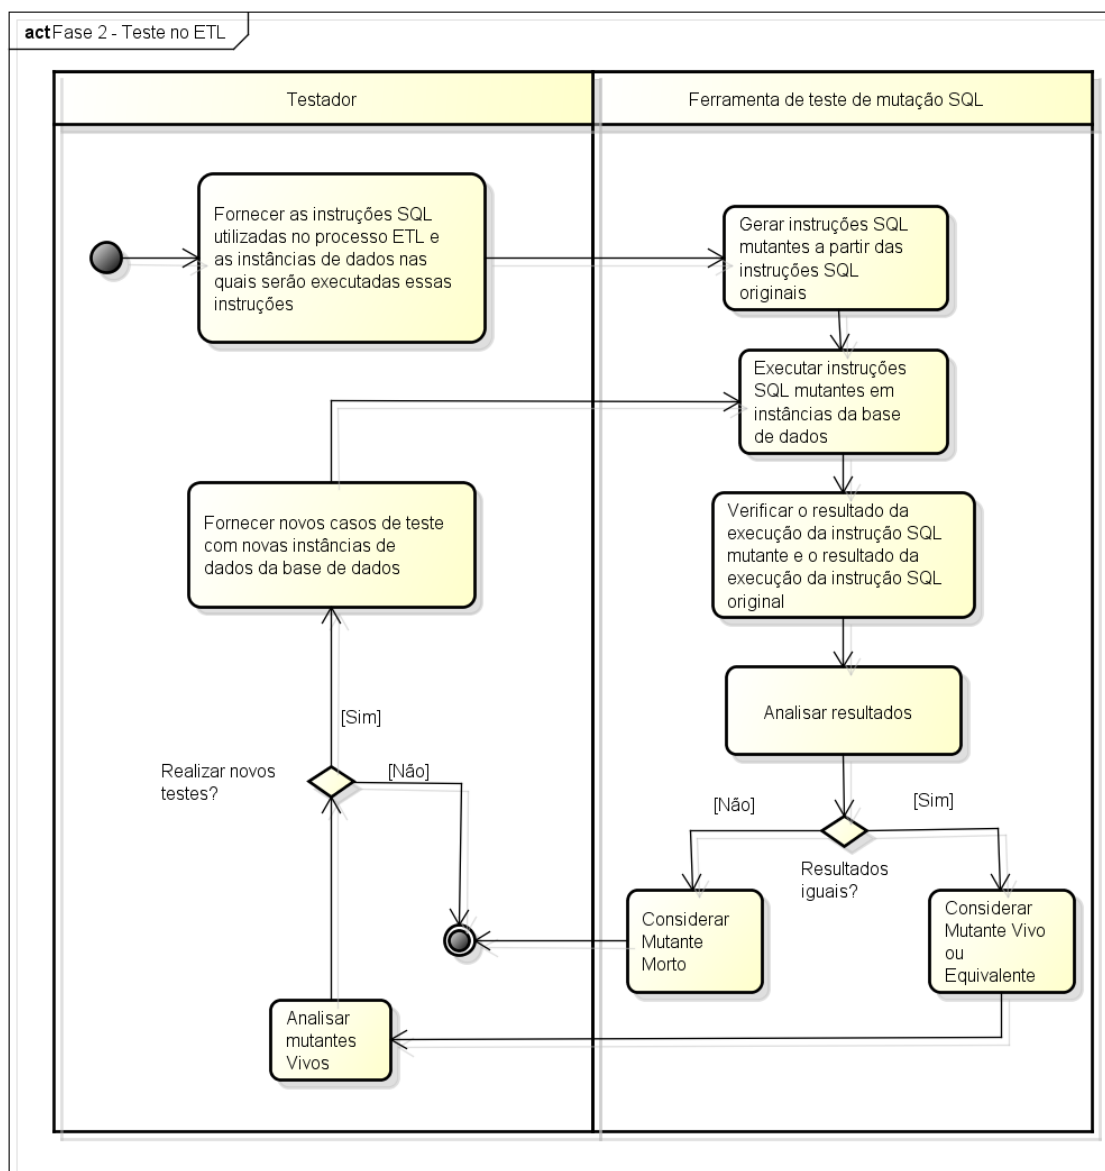 act Fase 2 - Teste no ETL
Testador
Ferramenta de teste de mutação SQL
Fornecer as instruções SQL
utilizadas no processo ETL e
as instâncias de dados nas
quais serão executadas essas
instruções
Gerar instruções SQL
mutantes a partir das
instruções SQL
originais
Executar instruções
SQL mutantes em
instâncias da base
de dados
Fornecer novos casos de teste
com novas instâncias de
dados da base de dados
Verificar o resultado da
execução da instrução SQL
mutante e o resultado da
execução da instrução SQL
original
Analisar resultados
[Sim]
Realizar novos
testes?
[Não]
[Não]
[Sim]
Resultados
iguais?
Considerar
Mutante
Morto
Considerar
Mutante Vivo
ou
Equivalente
Analisar
mutantes
Vivos